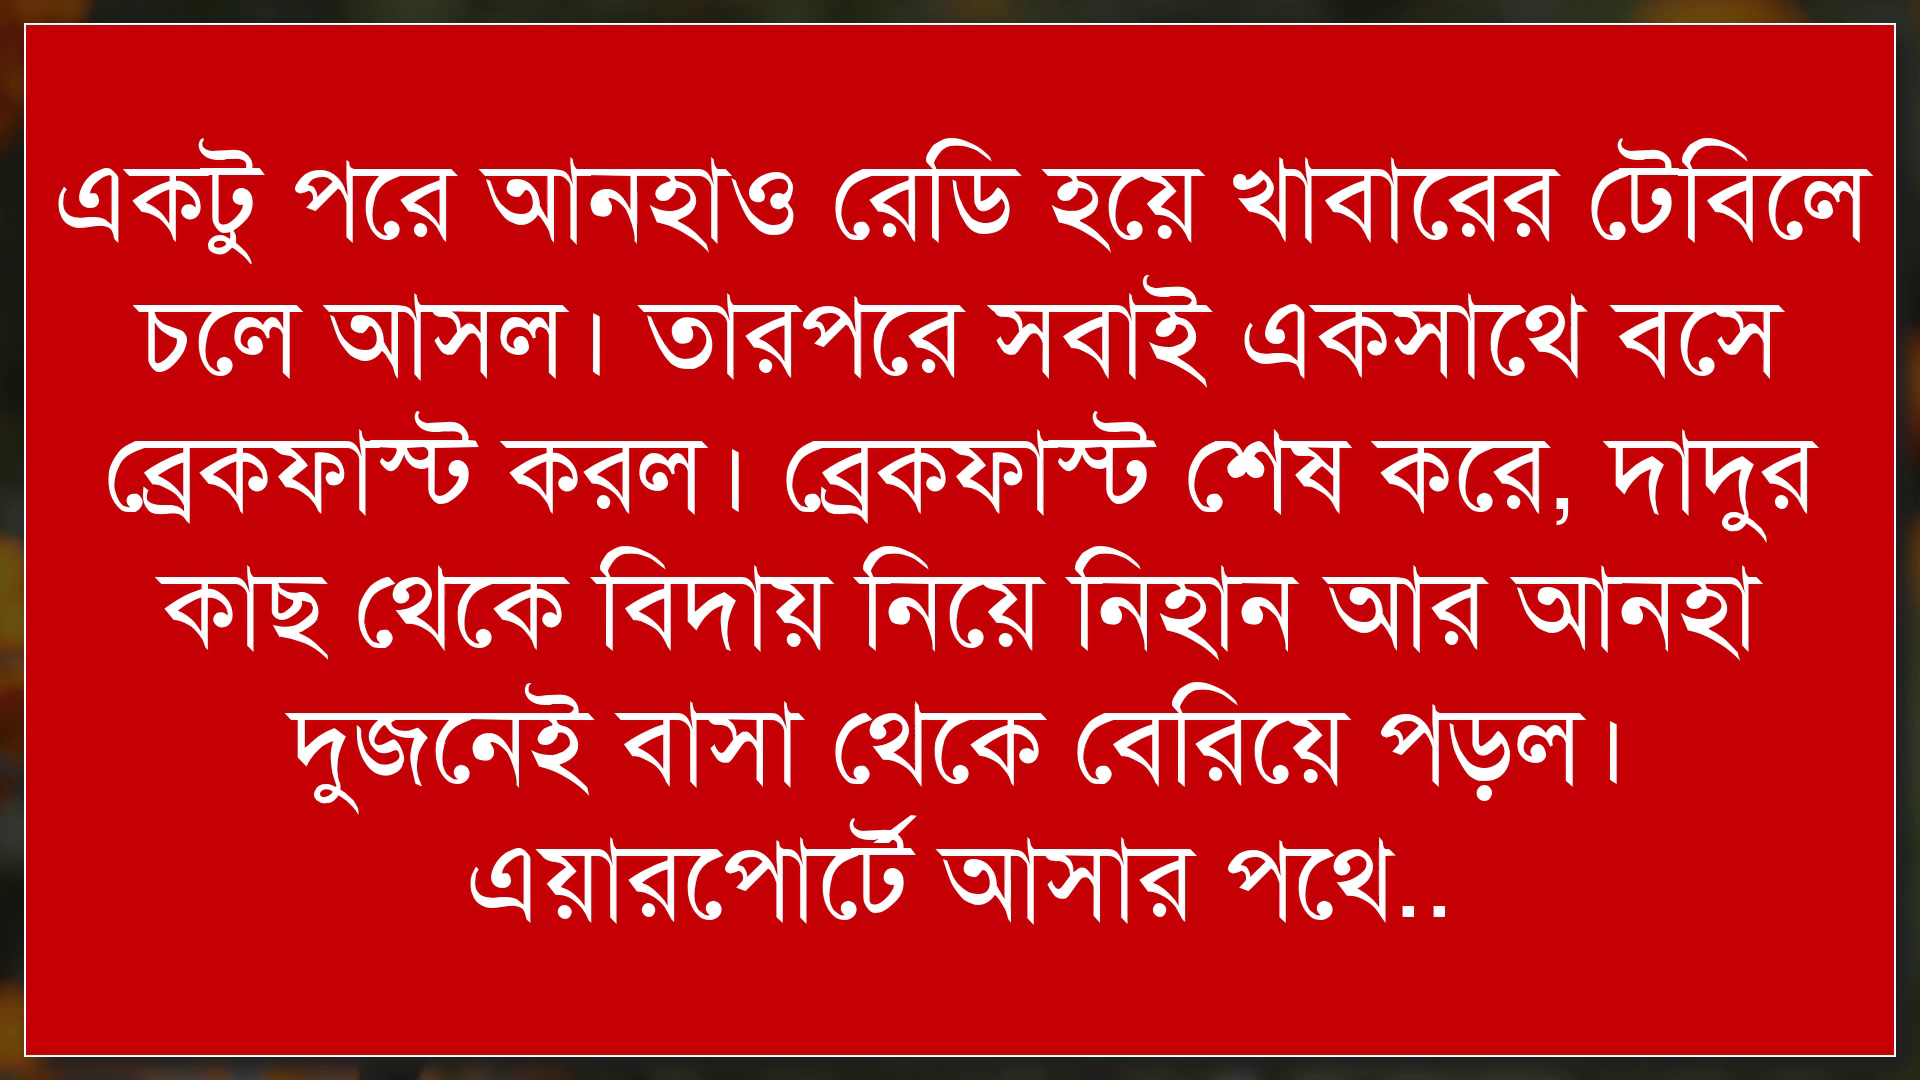 একটু পরে আনহাও রেডি হয়ে খাবারের টেবিলে
চলে আসল। তারপরে সবাই একসাথে বসে
ব্রেকফাস্ট করল। ব্রেকফাস্ট শেষ করে, দাদুর
কাছ থেকে বিদায় নিয়ে নিহান আর আনহা
দুজনেই বাসা থেকে বেরিয়ে পড়ল।
এয়ারপোর্টে আসার পথে..